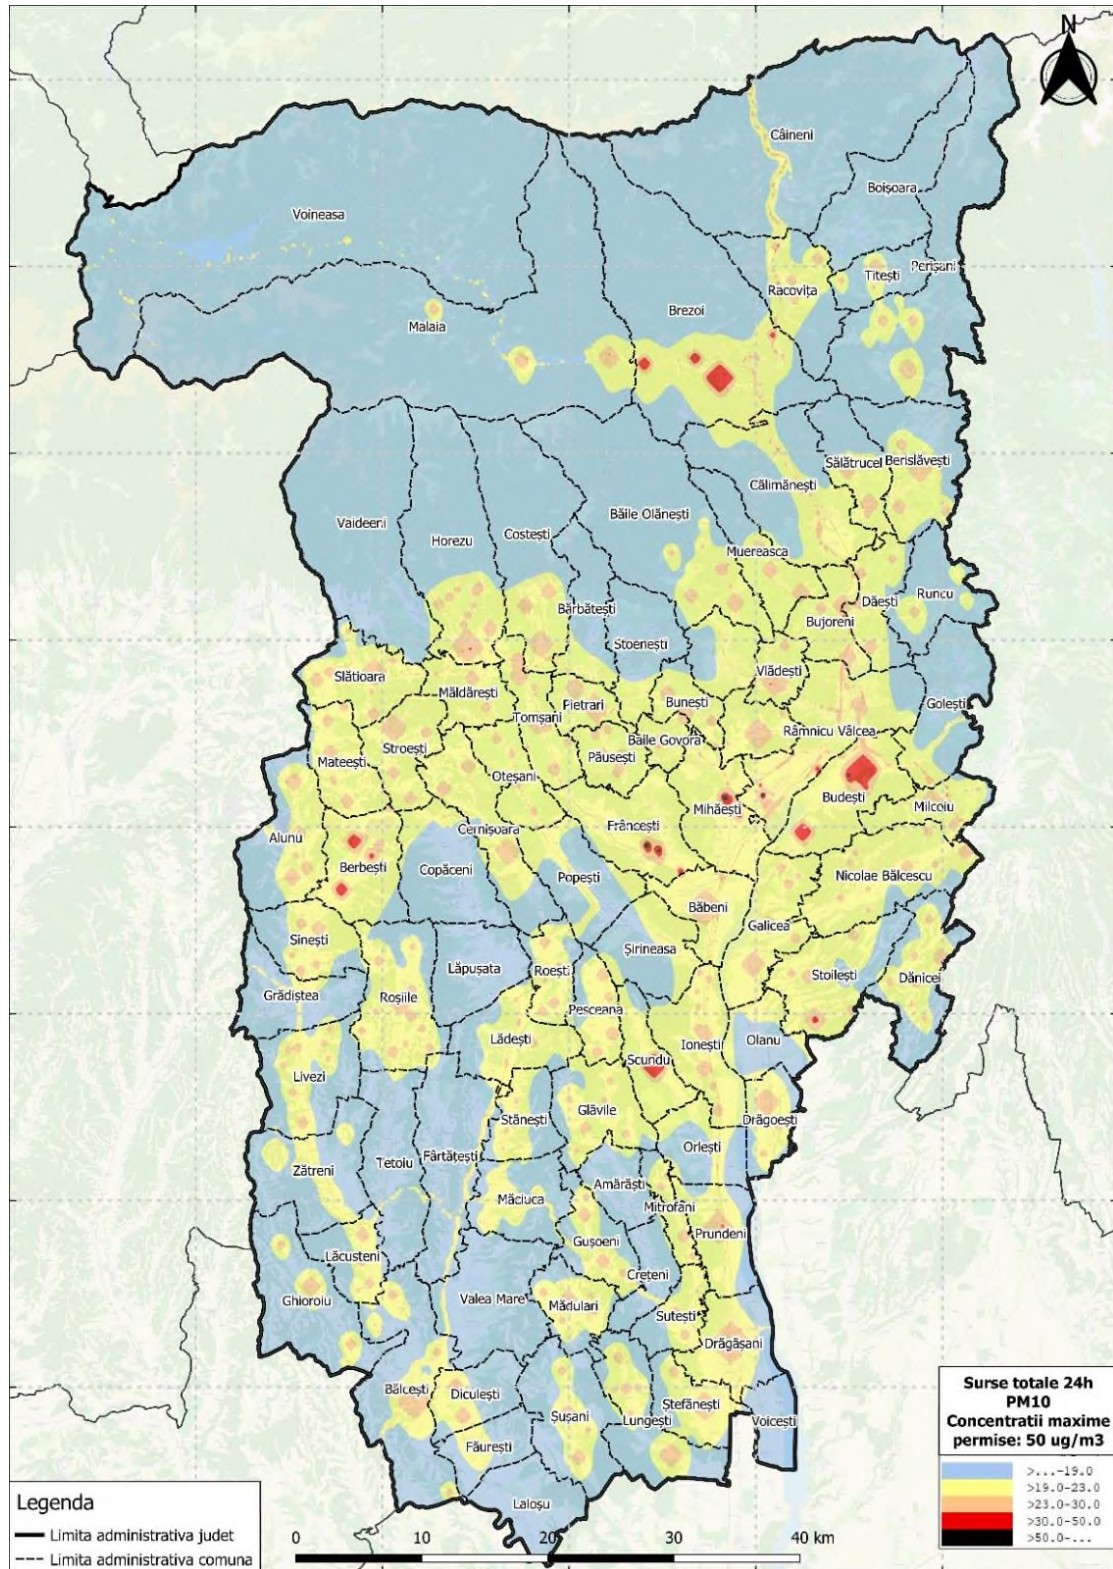 N
Câineni
Boișoara
Voineasa
Perișani
Titești
Racovița
Brezoi
Malaia
Sălătrucel
Berislăvești
Călimănești
Băile Olănești
Vaideeni
Costești
Horezu
Muereasca
Runcu
Dăești
Bărbătești
Bujoreni
Stoenești
Vlădești
Slătioara
Măldărești
Pietrari
Bunești
Golești
Tomșani
Râmnicu Vâlcea
Băile Govora
Stroești
Păusești
Mateești
Oteșani
Budești
Milcoiu
Mihăești
Frâncești
Cernișoara
Alunu
Berbești
Copăceni
Popești
Nicolae Bălcescu
Băbeni
Galicea
Sinești
Șirineasa
Lăpușata
Roești
Stoilești
Dănicei
Grădiștea
Roșiile
Pesceana
Lădești
Ionești
Olanu
Scundu
Livezi
Glăvile
Stănești
Drăgoești
Orlești
Tetoiu
Fârtățești
Zătreni
Amărăști
Măciuca
Mitrofani
Prundeni
Gușoeni
Lăcusteni
Crețeni
Ghioroiu
Valea Mare
Mădulari
Sutești
Drăgășani
Bălcești
Diculești
Ștefănești
Voicești
Șușani
Lungești
Făurești
Lalosu
Surse totale 24h
PM10
Concentratii maxime
permise: 50 ug/m3
>...-19.0
>19.0-23.0
>23.0-30.0
>30.0-50.0
>50.0-...
Legenda
Limita administrativa judet
Limita administrativa comuna
0 10 20 30 40 km